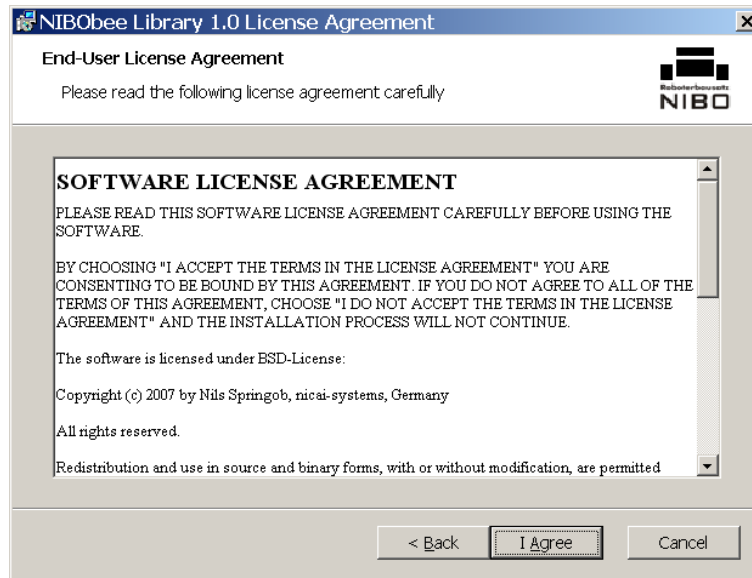 NIBObee Library 1.0 License Agreement
End-User License Agreement
Please read the following license agreement carefully
Roboterbausatz
NIBO
SOFTWARE LICENSE AGREEMENT
PLEASE READ THIS SOFTWARE LICENSE AGREEMENT CAREFULLY BEFORE USING THE
SOFTWARE.
BY CHOOSING "I ACCEPT THE TERMS IN THE LICENSE AGREEMENT" YOU ARE
CONSENTING TO BE BOUND BY THIS AGREEMENT. IF YOU DO NOT AGREE TO ALL OF THE
TERMS OF THIS AGREEMENT, CHOOSE "I DO NOT ACCEPT THE TERMS IN THE LICENSE
AGREEMENT" AND THE INSTALLATION PROCESS WILL NOT CONTINUE.
The software is licensed under BSD-License:
Copyright (c) 2007 by Nils Springob, nicai-systems, Germany
All rights reserved.
Redistribution and use in source and binary forms, with or without modification, are permitted
< Back
I Agree
Cancel